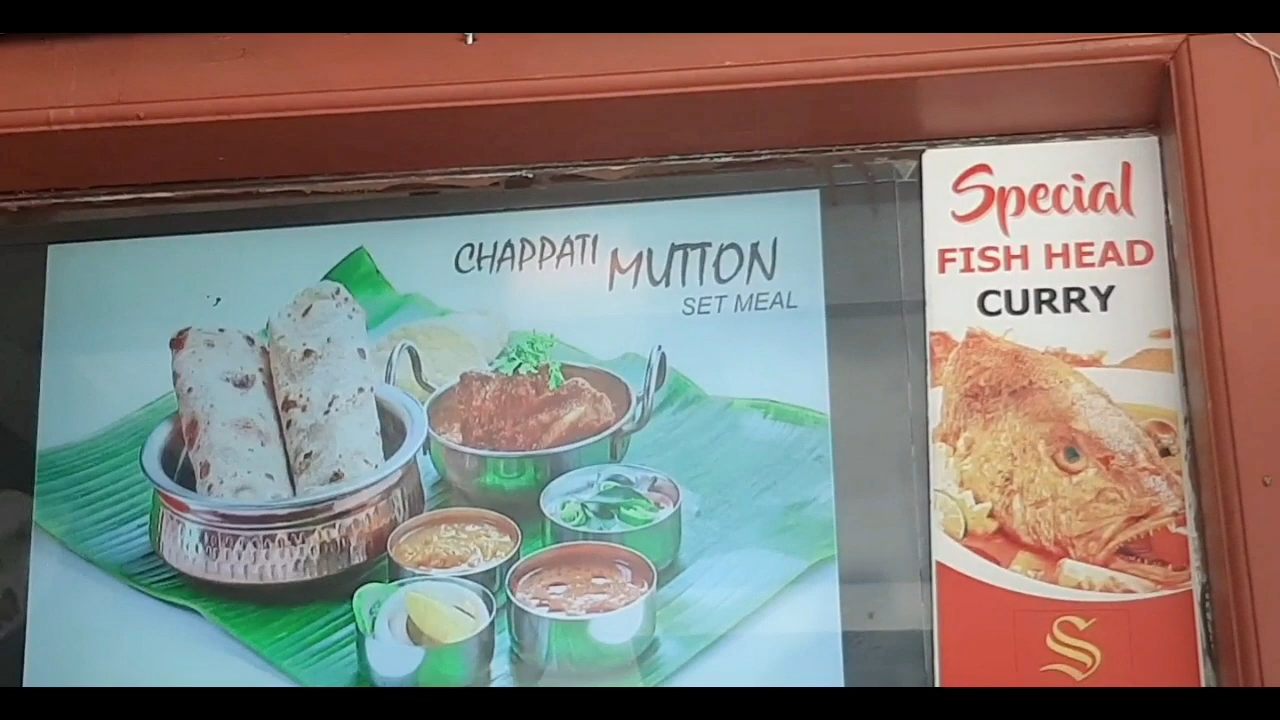 CHAPPATI MUTTON
SET MEAL
Special
FISH HEAD
CURRY
S